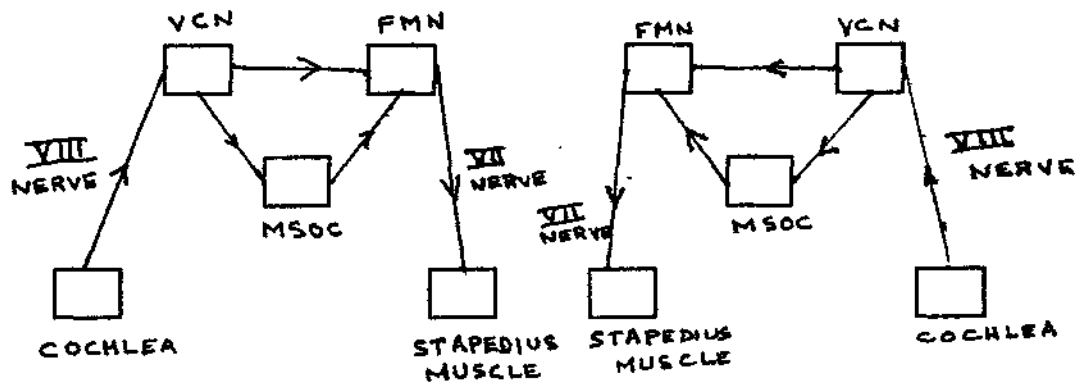 VCN
FMN
VIII
NERVE
VII
NERVE
MSOC
COCHLEA
STAPEDIUS
MUSCLE
FMN
VCN
VIII
NERVE
VII
NERVE
MSOC
STAPEDIUS
MUSCLE
COCHLEA